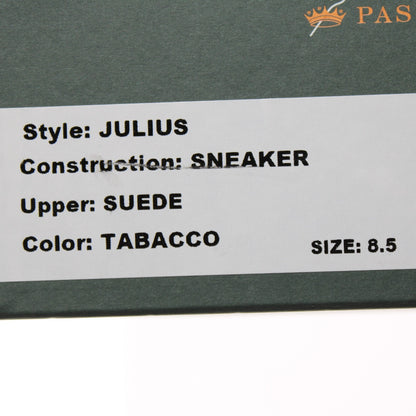 PAS
Style: JULIUS
Construction: SNEAKER
Upper: SUEDE
Color: TABACCO
SIZE: 8.5